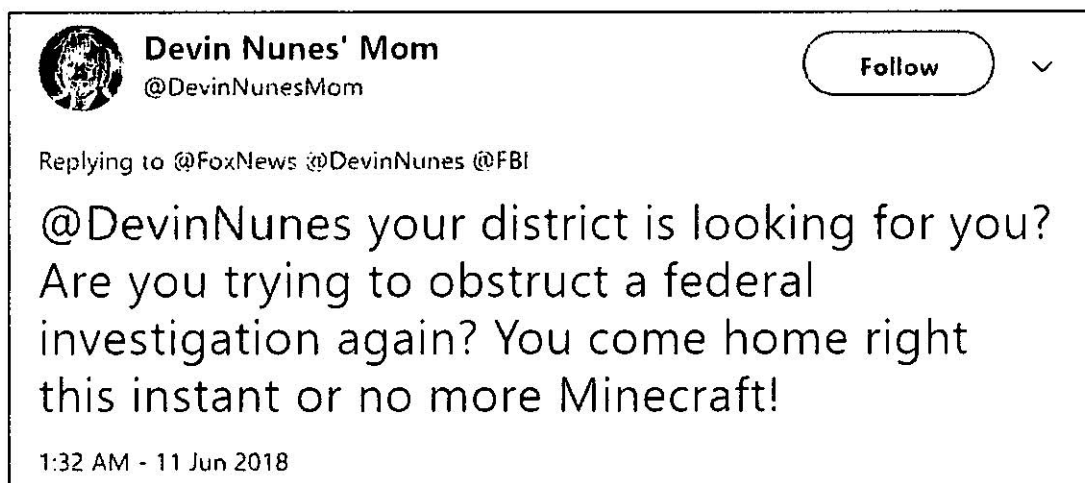 Devin Nunes' Mom
@DevinNunesMom
Follow
Replying to @FoxNews @DevinNunes @FBI
@DevinNunes your district is looking for you?
Are you trying to obstruct a federal
investigation again? You come home right
this instant or no more Minecraft!
1:32 AM - 11 Jun 2018